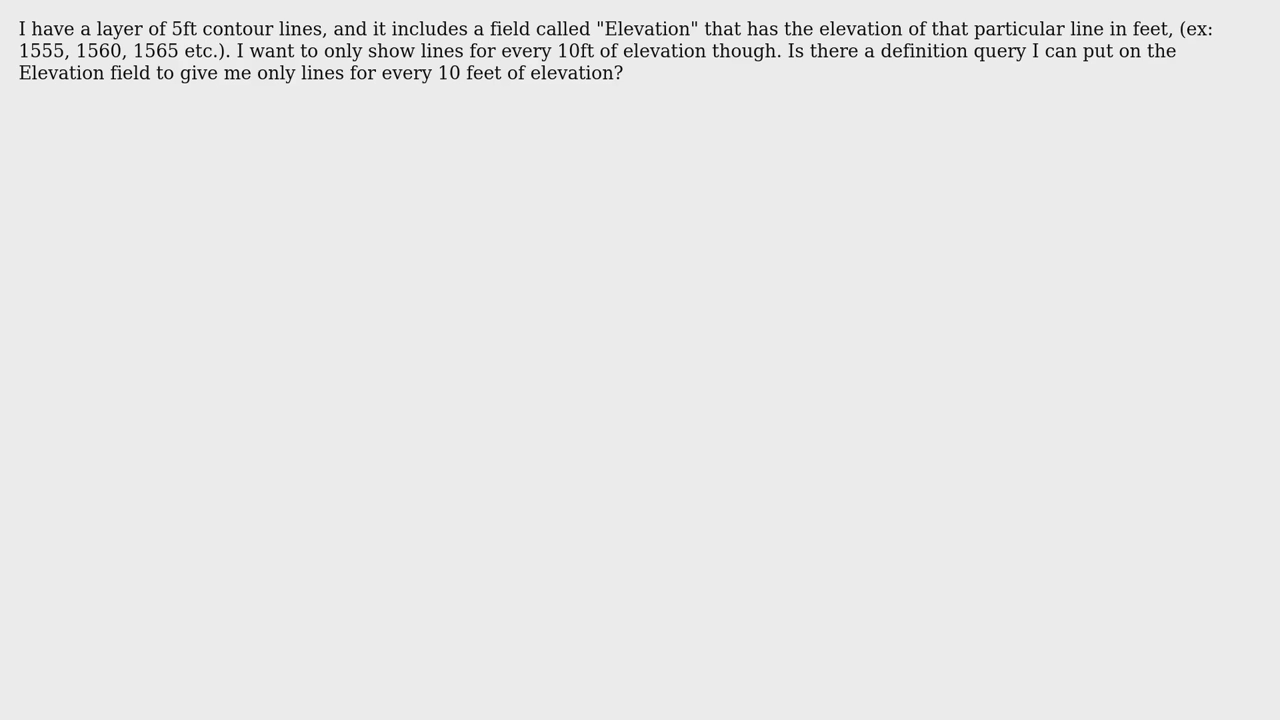 I have a layer of 5ft contour lines, and it includes a field called "Elevation" that has the elevation of that particular line in feet, (ex:
1555, 1560, 1565 etc.). I want to only show lines for every 10ft of elevation though. Is there a definition query I can put on the
Elevation field to give me only lines for every 10 feet of elevation?